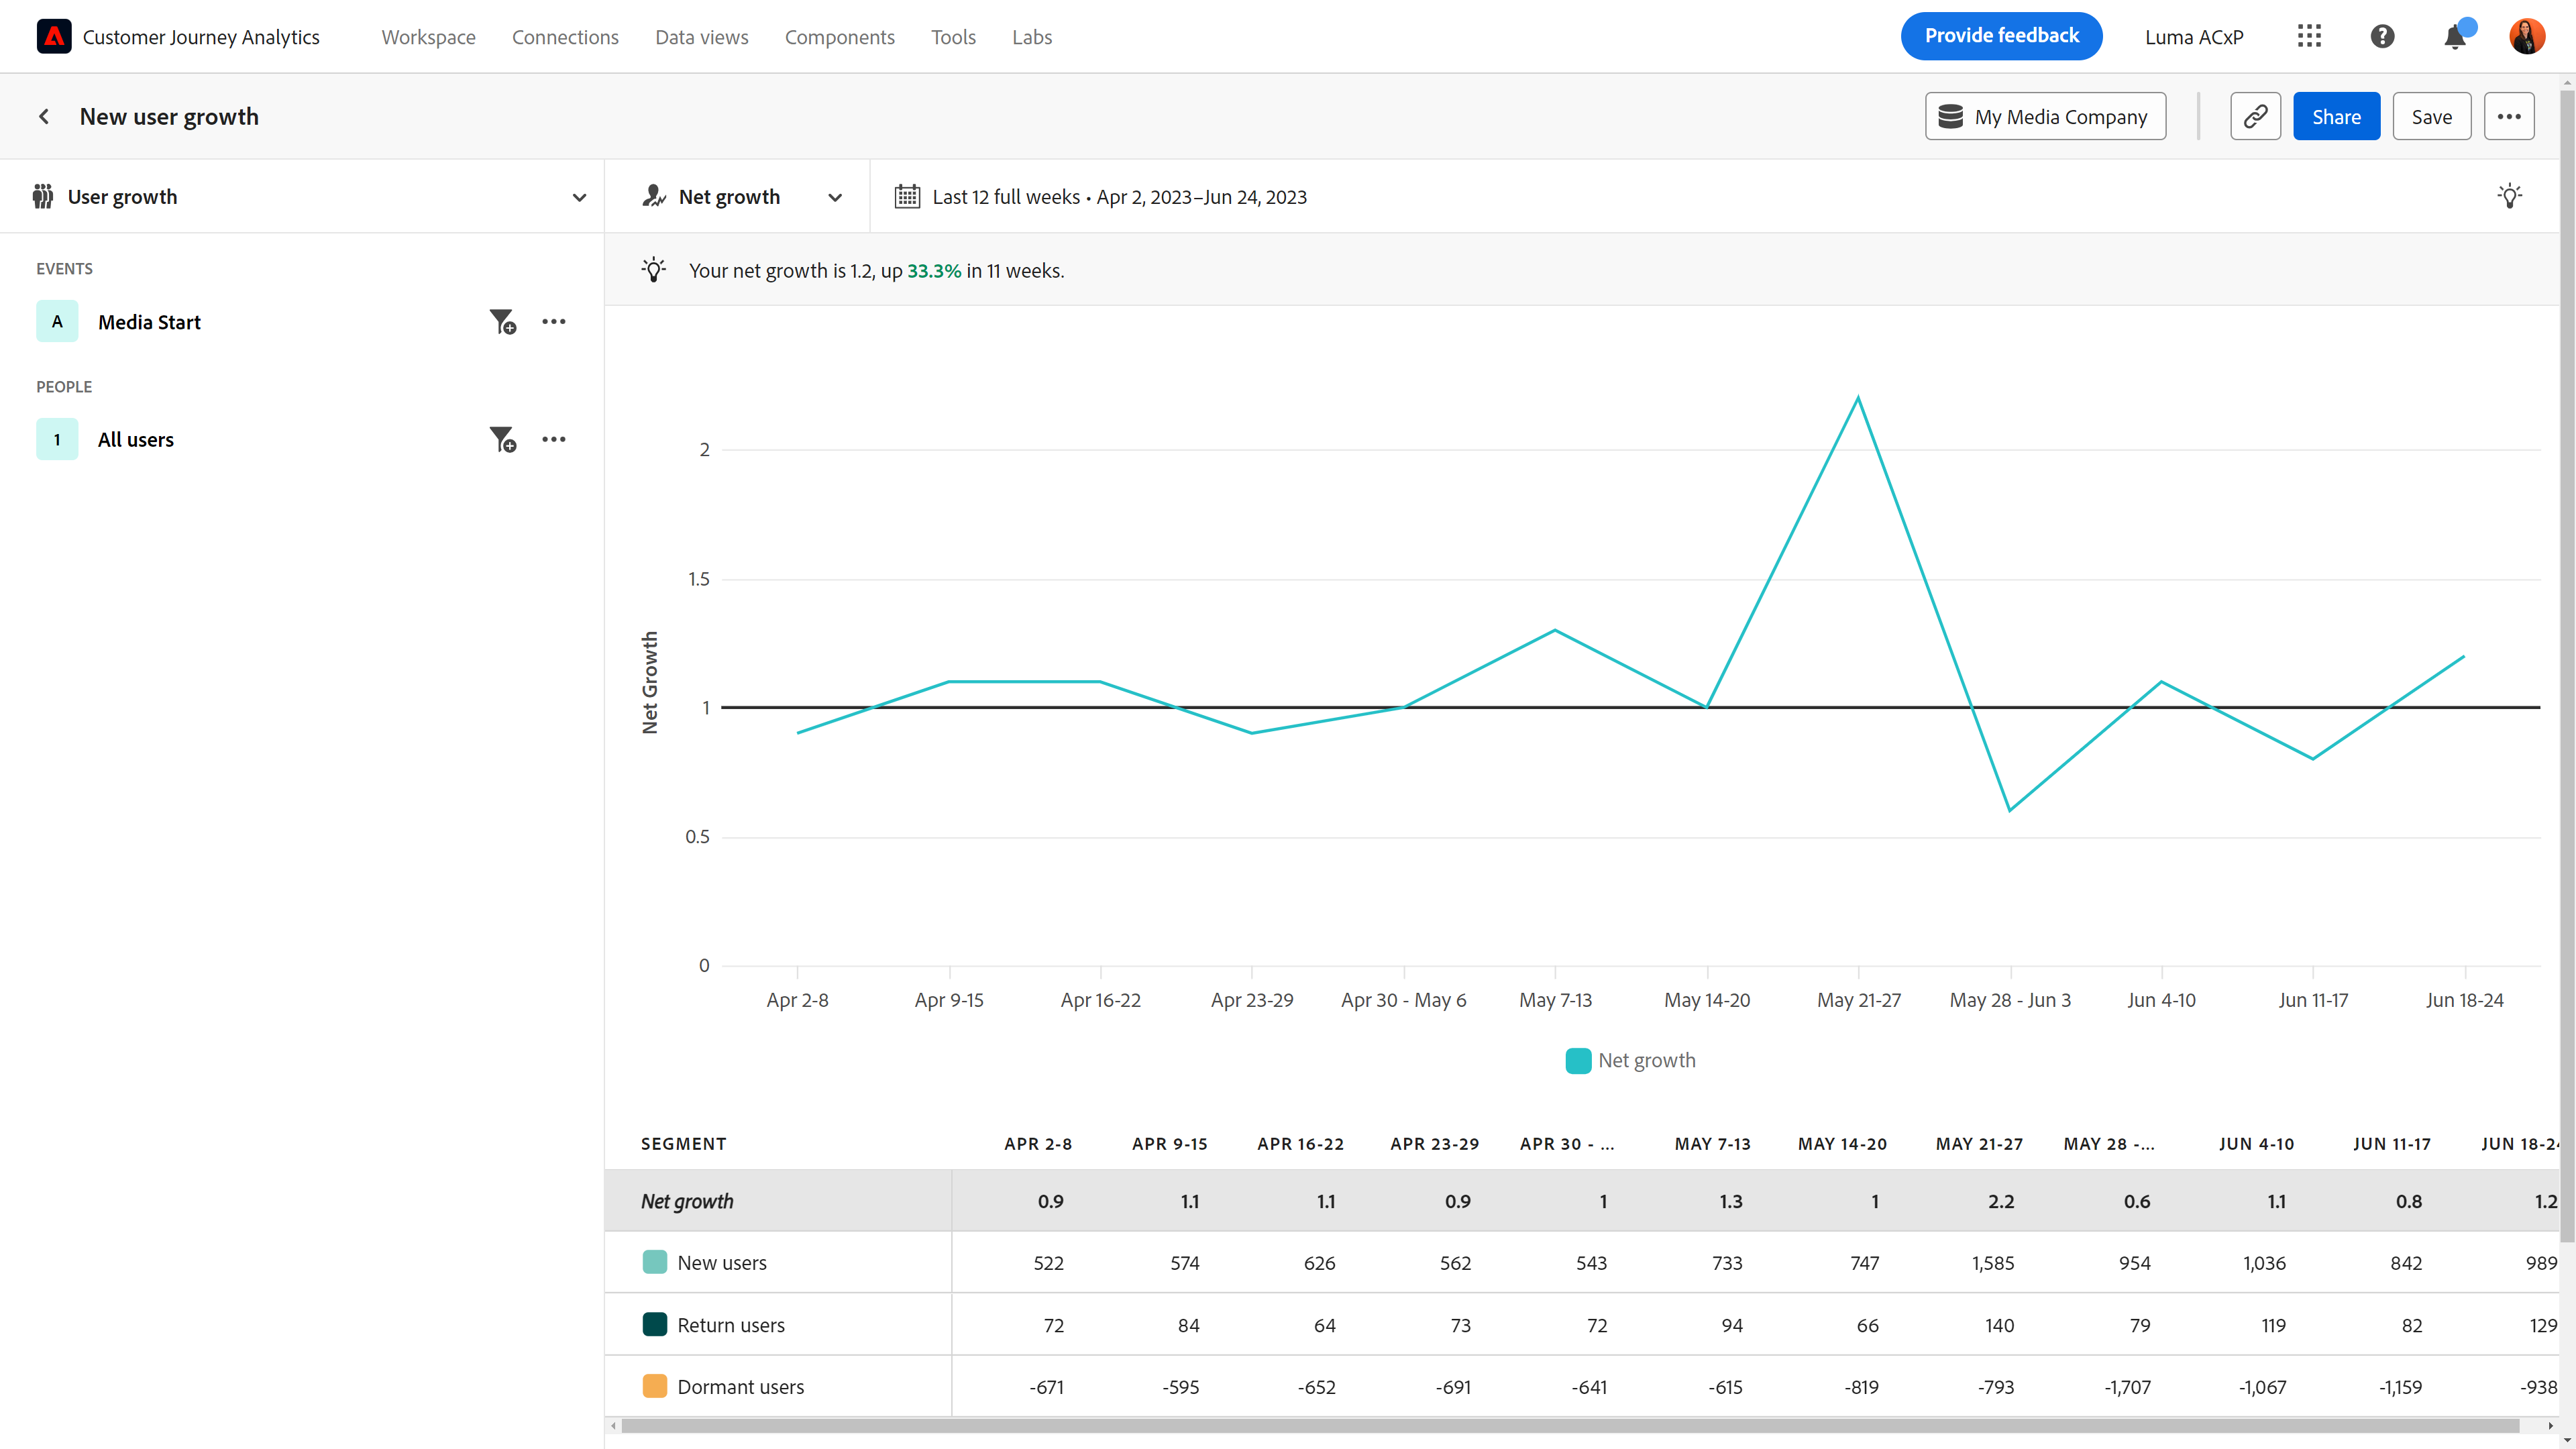 Customer Journey Analytics Workspace Connections Data views Components Tools Labs Provide feedback Luma ACxP
New user growth My Media Company Share Save
User growth Net growth Last 12 full weeks • Apr 2, 2023–Jun 24, 2023
Your net growth is 1.2, up 33.3% in 11 weeks.
EVENTS
A Media Start
PEOPLE
1 All users
Net Growth
2
1.5
1
0.5
0
Apr 2-8 Apr 9-15 Apr 16-22 Apr 23-29 Apr 30 - May 6 May 7-13 May 14-20 May 21-27 May 28 - Jun 3 Jun 4-10 Jun 11-17 Jun 18-24
Net growth
SEGMENT APR 2-8 APR 9-15 APR 16-22 APR 23-29 APR 30 - ... MAY 7-13 MAY 14-20 MAY 21-27 MAY 28 -... JUN 4-10 JUN 11-17 JUN 18-24
Net growth 0.9 1.1 1.1 0.9 1 1.3 1 2.2 0.6 1.1 0.8 1.2
New users 522 574 626 562 543 733 747 1,585 954 1,036 842 989
Return users 72 84 64 73 72 94 66 140 79 119 82 129
Dormant users -671 -595 -652 -691 -641 -615 -819 -793 -1,707 -1,067 -1,159 -938